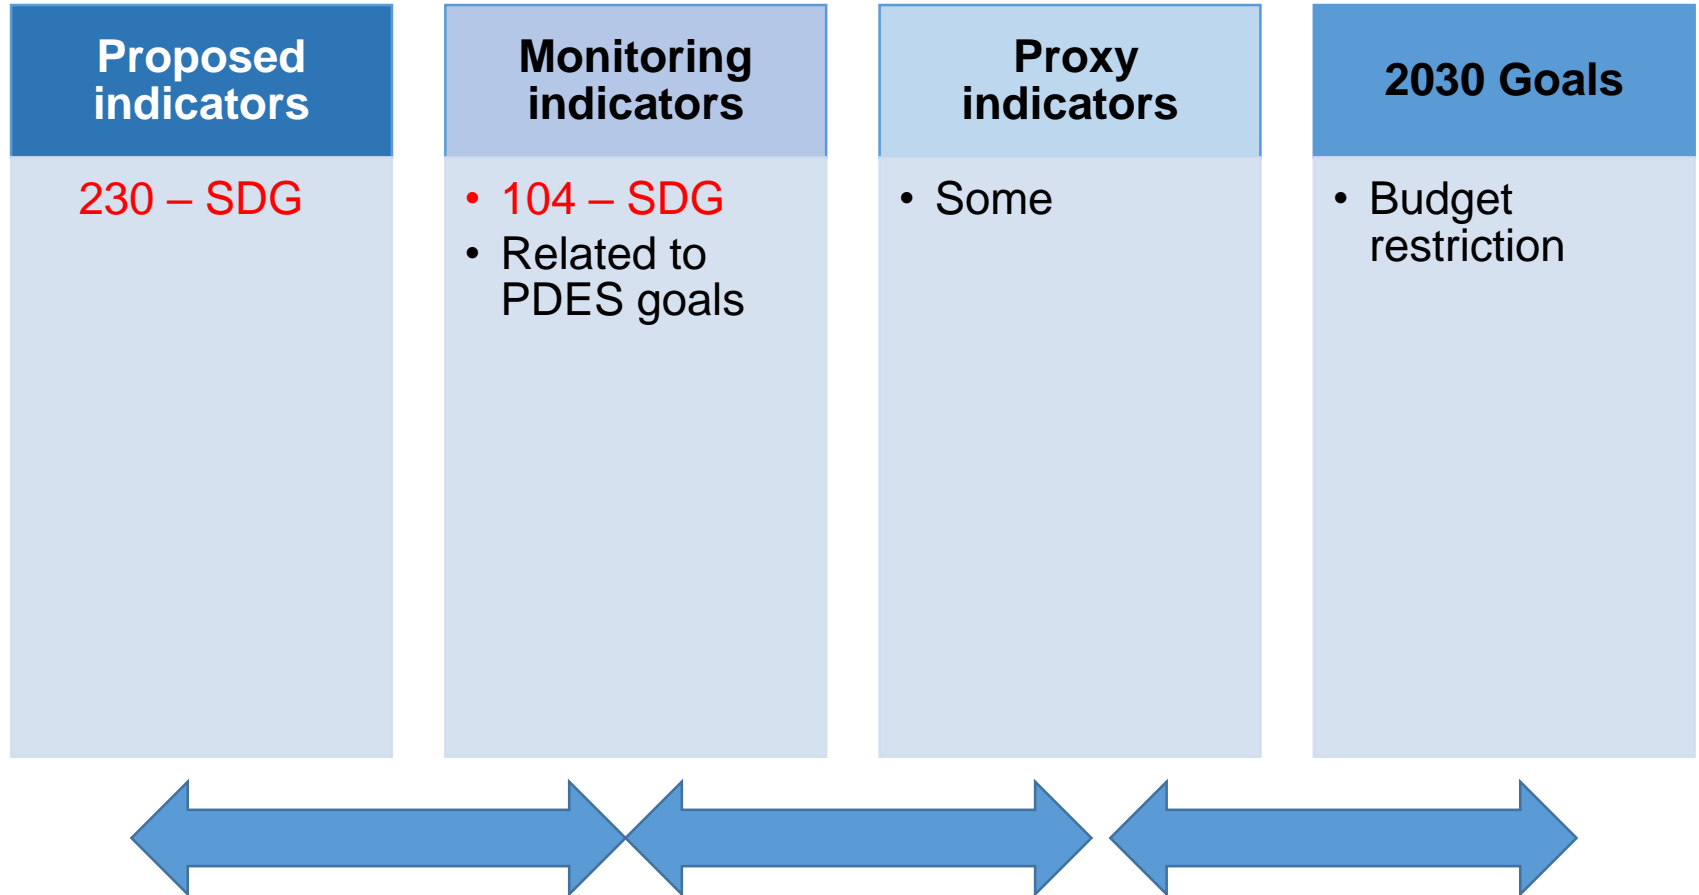 Proposed
indicators
230 – SDG
Monitoring
indicators
• 104 – SDG
• Related to
PDES goals
Proxy
indicators
• Some
2030 Goals
• Budget
restriction